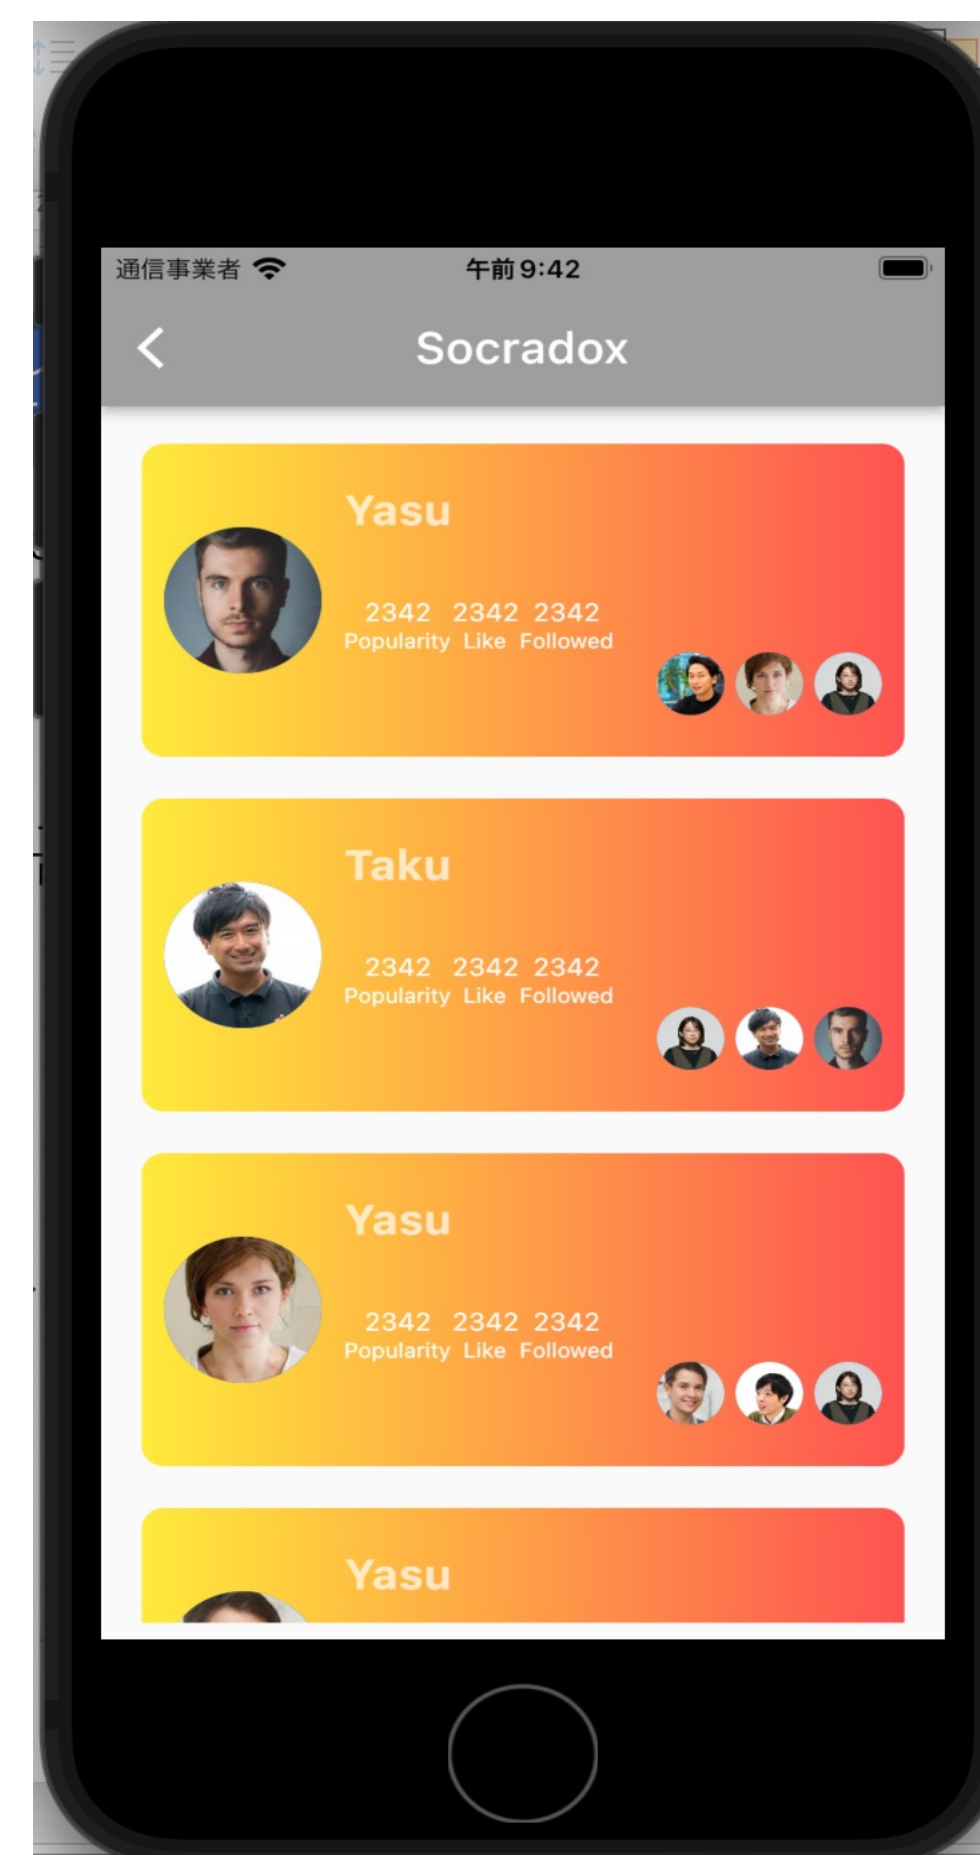 通信事業者 午前9:42
Socradox
Yasu
2342 2342 2342
Popularity Like Followed
Taku
2342 2342 2342
Popularity Like Followed
Yasu
2342 2342 2342
Popularity Like Followed
Yasu